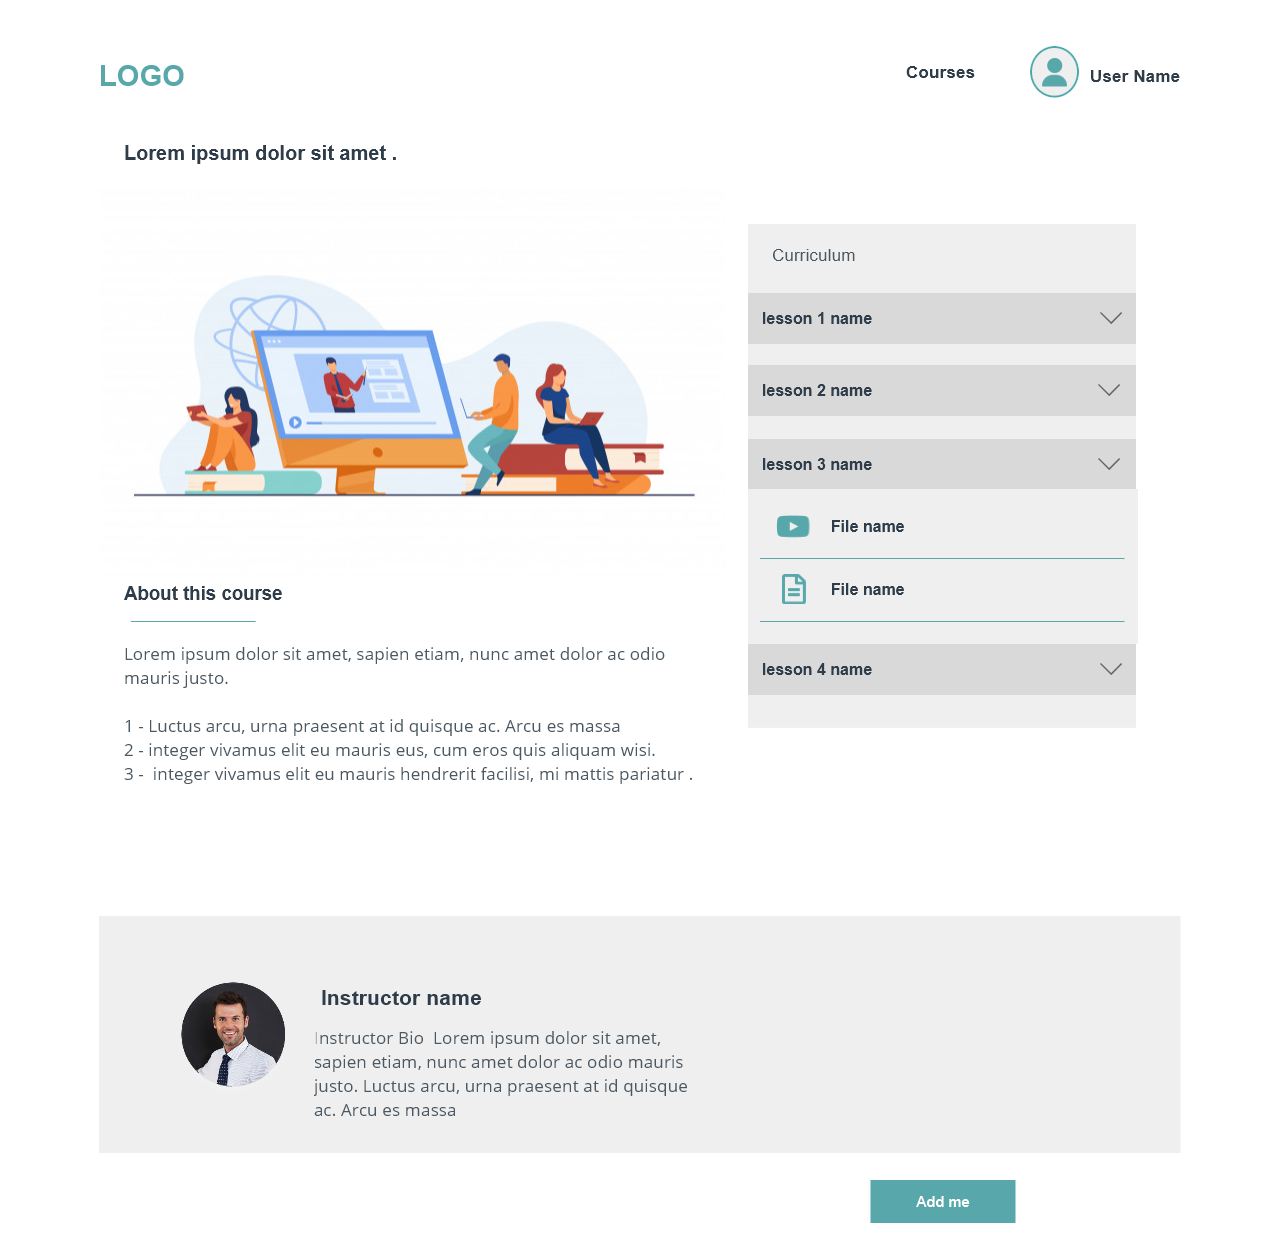 LOGO
Courses
User Name
Lorem ipsum dolor sit amet .
Curriculum
lesson 1 name
lesson 2 name
lesson 3 name
File name
File name
lesson 4 name
About this course
Lorem ipsum dolor sit amet, sapien etiam, nunc amet dolor ac odio
mauris justo.
1 - Luctus arcu, urna praesent at id quisque ac. Arcu es massa
2 - integer vivamus elit eu mauris eus, cum eros quis aliquam wisi.
3 -  integer vivamus elit eu mauris hendrerit facilisi, mi mattis pariatur .
Instructor name
Instructor Bio  Lorem ipsum dolor sit amet,
sapien etiam, nunc amet dolor ac odio mauris
justo. Luctus arcu, urna praesent at id quisque
ac. Arcu es massa
Add me